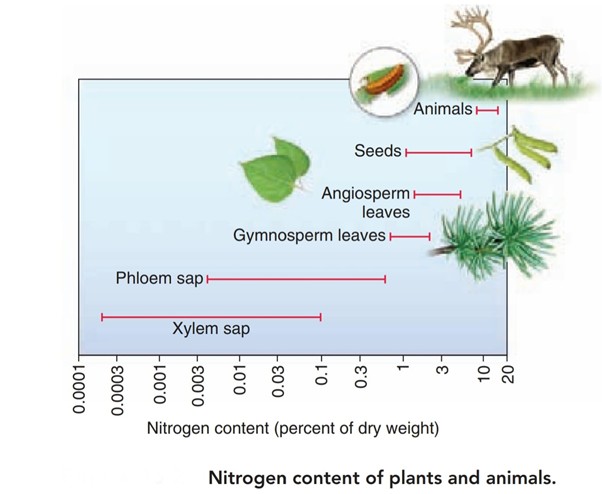 Animals
Seeds
Angiosperm
leaves
Gymnosperm leaves
Phloem sap
Xylem sap
0.0001
0.0003
0.001
0.003
0.01
0.03
0.1
0.3
1
3
10
20
Nitrogen content (percent of dry weight)
Nitrogen content of plants and animals.